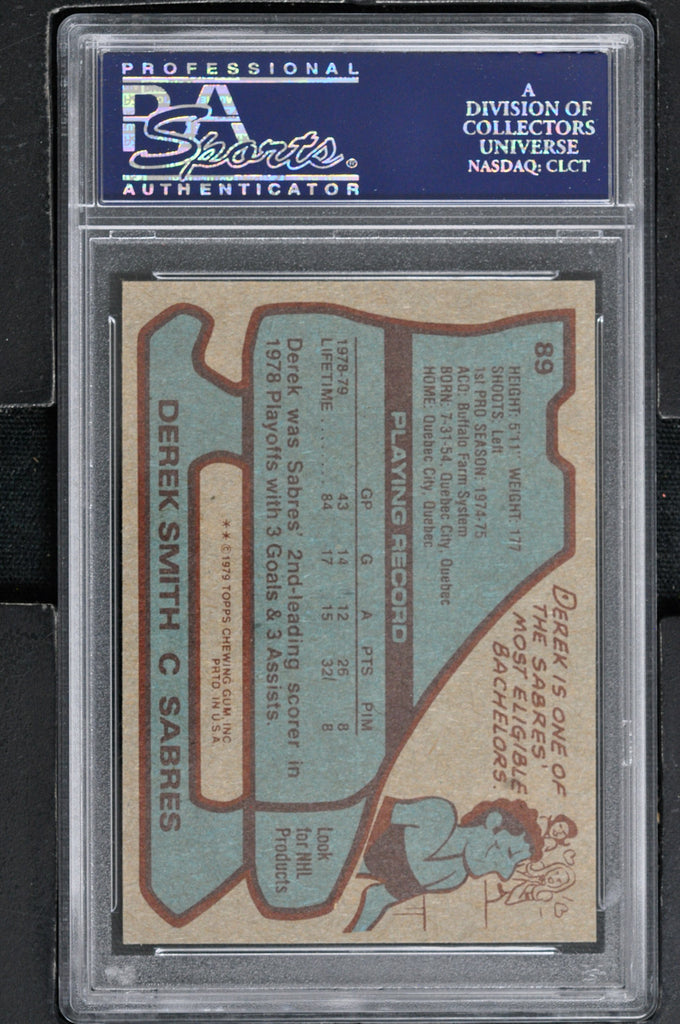 PROFESSIONAL
PSA
Sports®
AUTHENTICATOR
A
DIVISION OF
COLLECTORS
UNIVERSE
NASDAQ: CLCT
89
HEIGHT: 5'11" WEIGHT: 177
SHOOTS: Left
1st PRO SEASON: 1974-75
ACQ: Buffalo Farm System
BORN: 7-31-54, Quebec City, Quebec
HOME: Quebec City, Quebec
DEREK IS ONE OF
THE SABRES'
MOST ELIGIBLE
BACHELORS.
PLAYING RECORD
GP G A PTS PIM
1978-79 43 14 12 26 8
LIFETIME ........ 84 17 15 32 8
Derek was Sabres' 2nd-leading scorer in
1978 Playoffs with 3 Goals & 3 Assists.
Look
for NHL
Products
**©1979 TOPPS CHEWING GUM, INC.
PRTD. IN U.S.A.
DEREK SMITH C SABRES